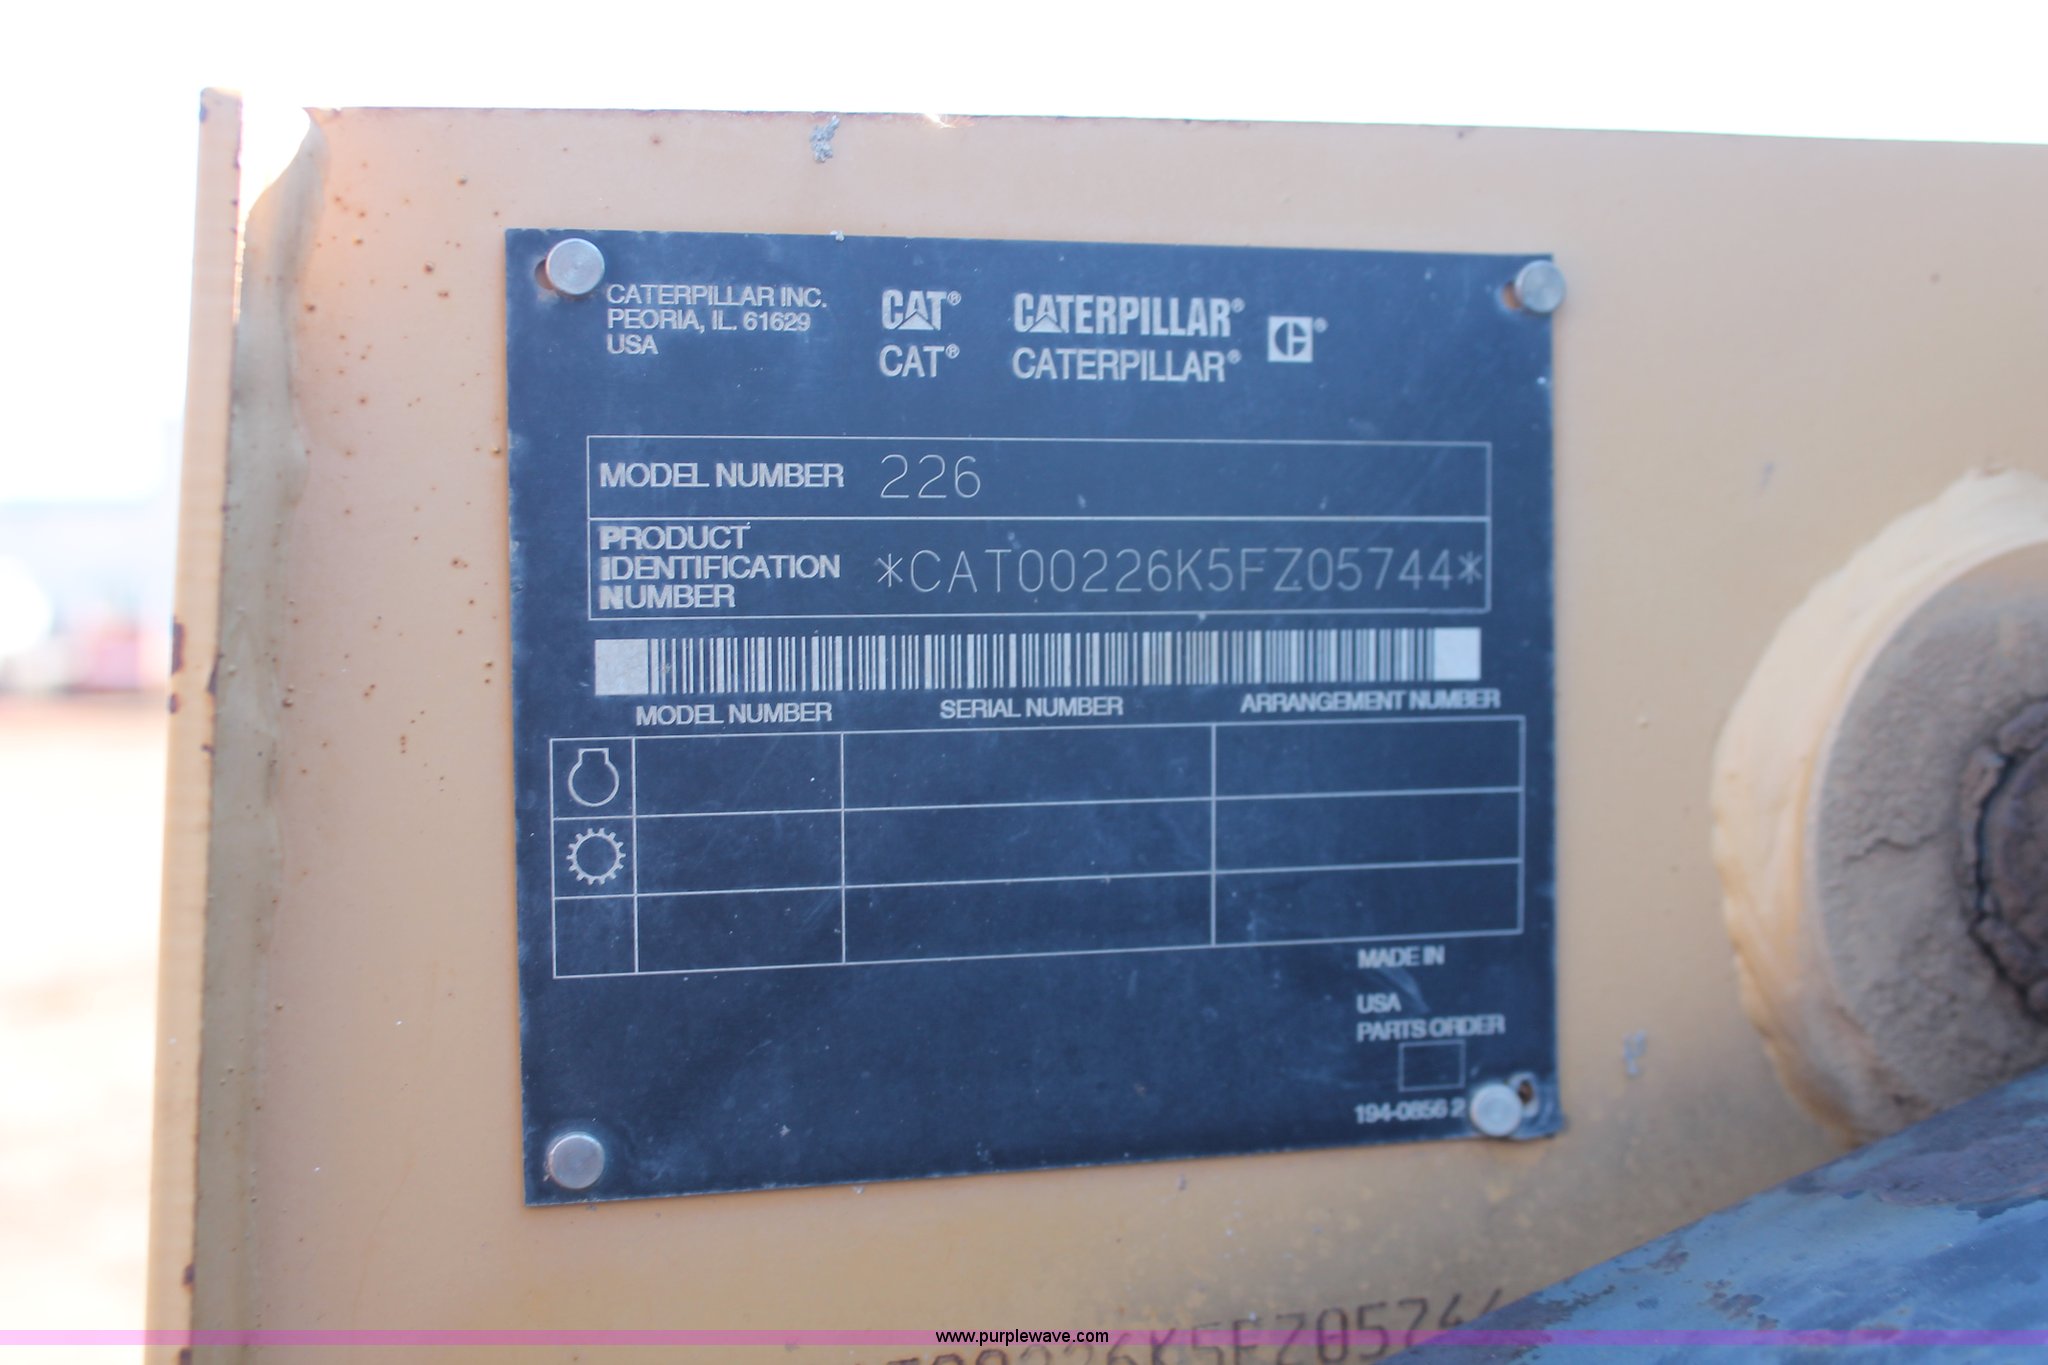 CATERPILLAR INC.
PEORIA, IL. 61629
USA
CAT® CATERPILLAR®
CAT® CATERPILLAR®
MODEL NUMBER 226
PRODUCT
IDENTIFICATION
NUMBER *CAT00226K5FZ05744*
MODEL NUMBER SERIAL NUMBER ARRANGEMENT NUMBER
MADE IN
USA
PARTS ORDER
194-0856 2
AT00226K5FZ05744
www.purplewave.com